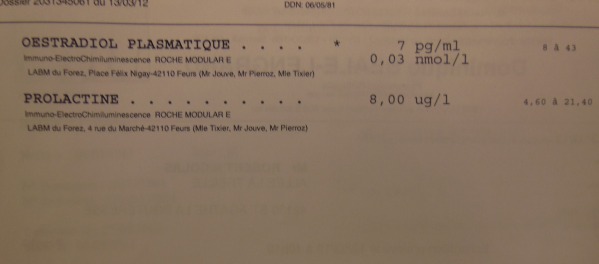 Dossier 2031345061 du 13/03/12 DDN: 06/05/81
OESTRADIOL PLASMATIQUE . . . . * 7 pg/ml 8 à 43
Immuno-ElectroChimiluminescence ROCHE MODULAR E 0,03 nmol/l
LABM du Forez, Place Félix Nigay-42110 Feurs (Mr Jouve, Mr Pierroz, Mle Tixier)
PROLACTINE . . . . . . . . . . 8,00 ug/l 4,60 à 21,40
Immuno-ElectroChimiluminescence ROCHE MODULAR E
LABM du Forez, 4 rue du Marché-42110 Feurs (Mle Tixier, Mr Jouve, Mr Pierroz)